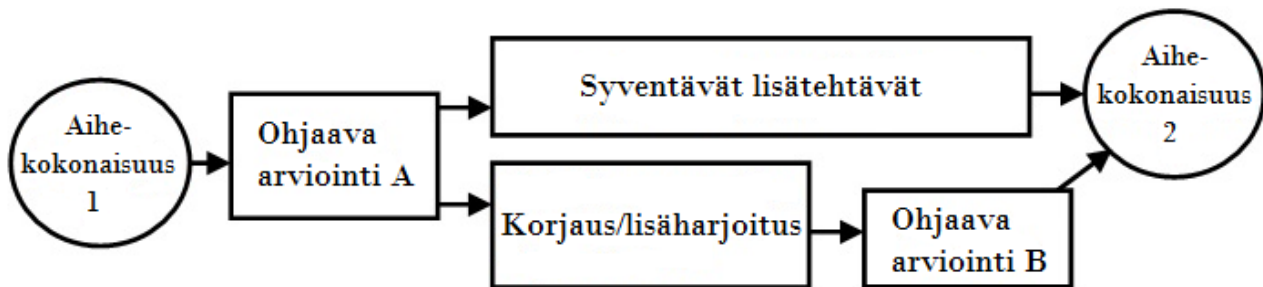 Aihe-
kokonaisuus
1
Ohjaava
arviointi A
Syventävät lisätehtävät
Korjaus/lisäharjoitus
Ohjaava
arviointi B
Aihe-
kokonaisuus
2